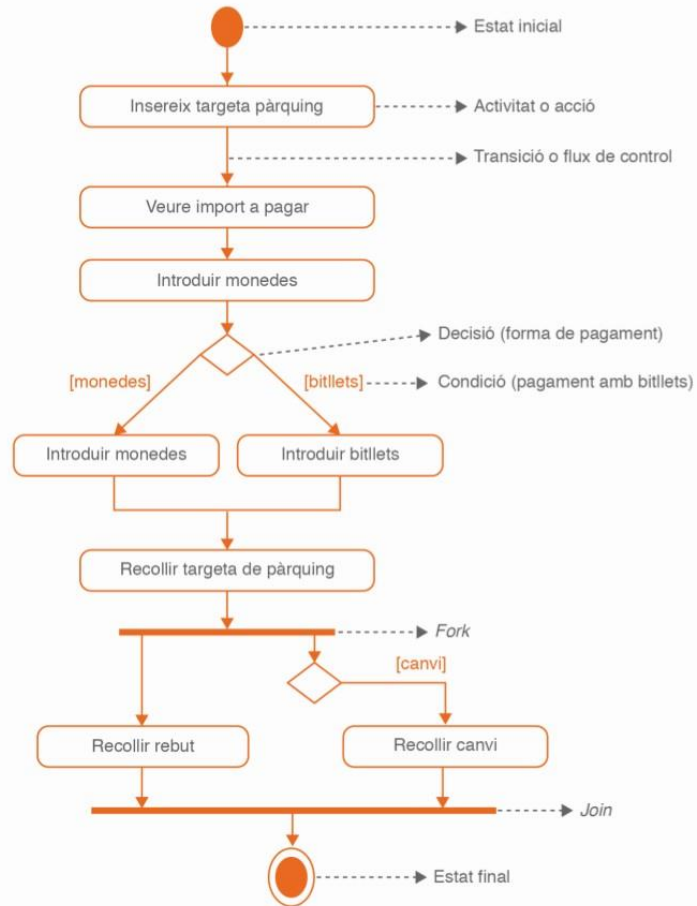 Estat inicial
Insereix targeta pàrquing
Activitat o acció
Transició o flux de control
Veure import a pagar
Introduir monedes
Decisió (forma de pagament)
[monedes]
[bitllets]
Condició (pagament amb bitllets)
Introduir monedes
Introduir bitllets
Recollir targeta de pàrquing
Fork
[canvi]
Recollir rebut
Recollir canvi
Join
Estat final